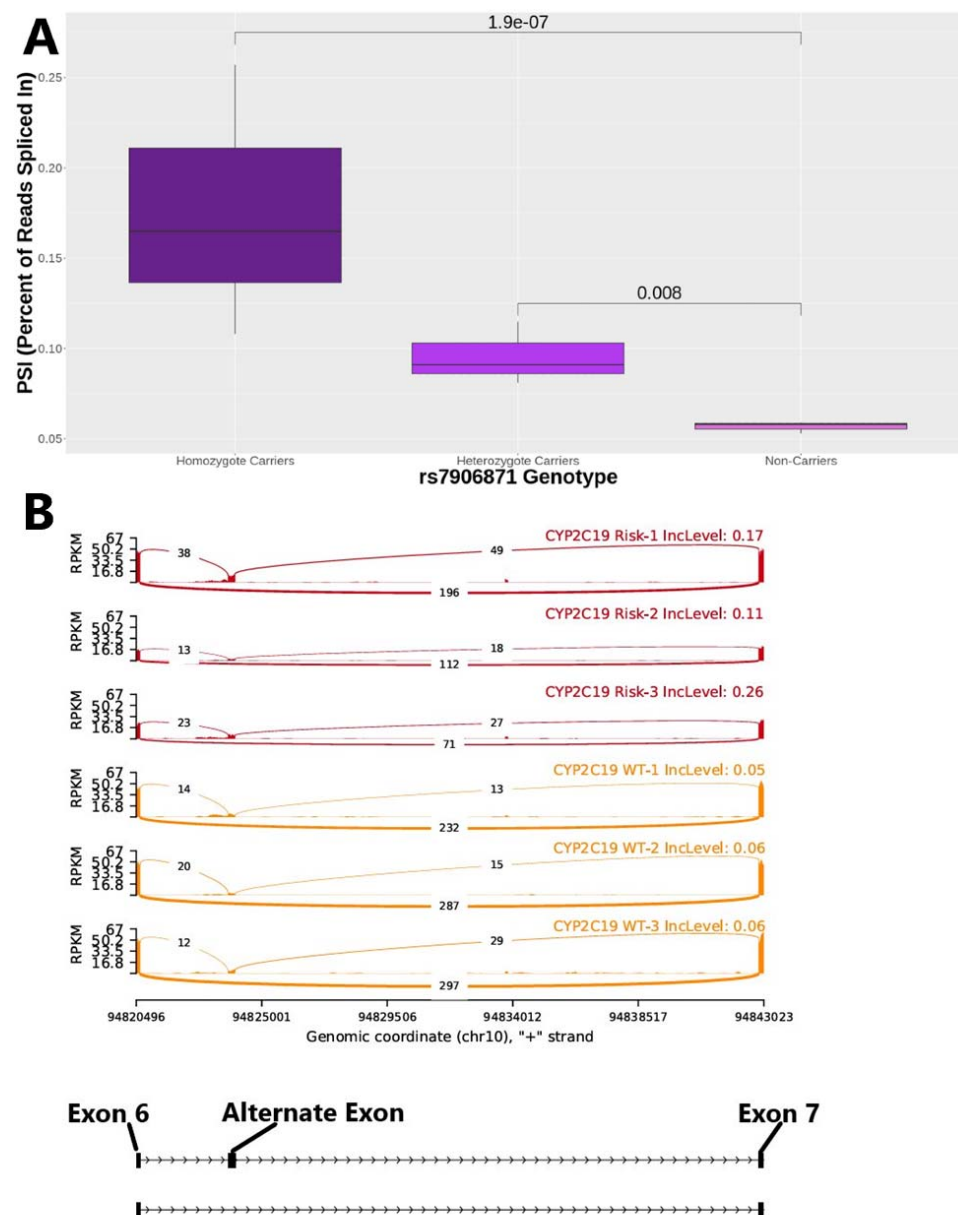 A
1.9e-07
PSI (Percent of Reads Spliced In)
0.25
0.20
0.15
0.10
0.05
0.008
Homozygote Carriers
Heterozygote Carriers
Non-Carriers
rs7906871 Genotype
B
RPKM
67
50.2
33.5
16.8
38
49
196
CYP2C19 Risk-1 IncLevel: 0.17
RPKM
67
50.2
33.5
16.8
13
18
112
CYP2C19 Risk-2 IncLevel: 0.11
RPKM
67
50.2
33.5
16.8
23
27
71
CYP2C19 Risk-3 IncLevel: 0.26
RPKM
67
50.2
33.5
16.8
14
13
232
CYP2C19 WT-1 IncLevel: 0.05
RPKM
67
50.2
33.5
16.8
20
15
287
CYP2C19 WT-2 IncLevel: 0.06
RPKM
67
50.2
33.5
16.8
12
29
297
CYP2C19 WT-3 IncLevel: 0.06
94820496 94825001 94829506 94834012 94838517 94843023
Genomic coordinate (chr10), "+" strand
Exon 6 Alternate Exon Exon 7